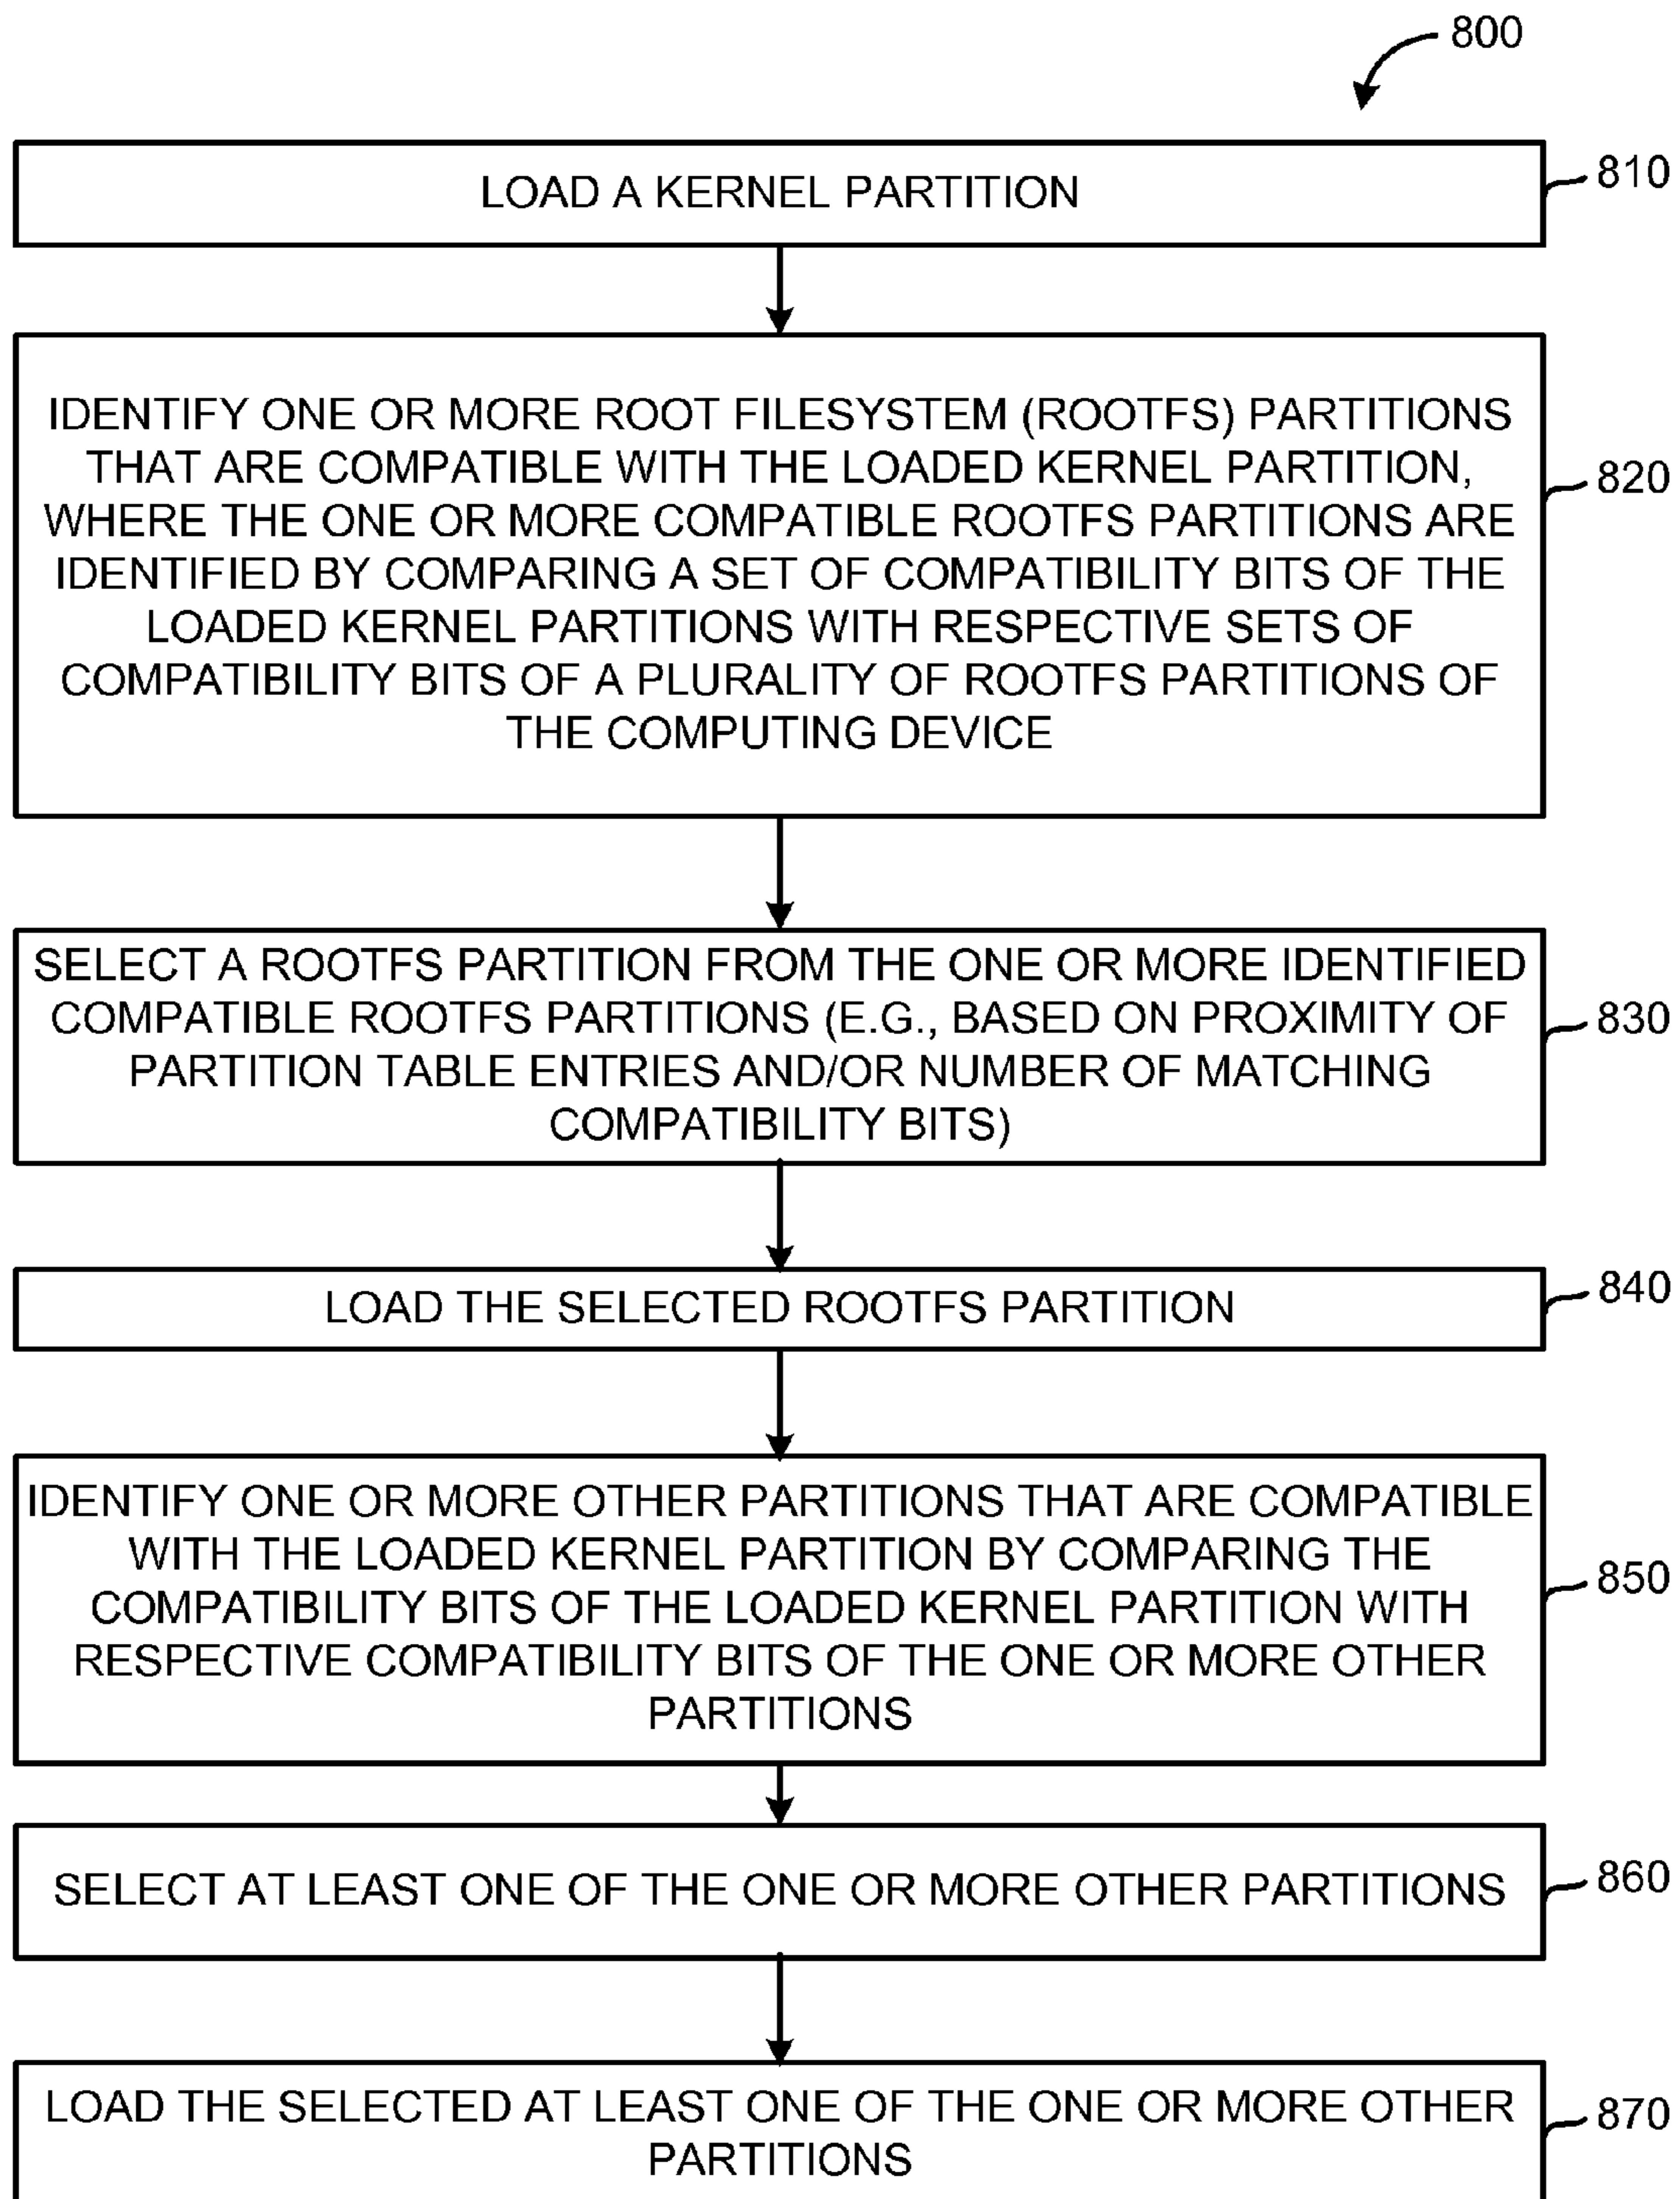 800
LOAD A KERNEL PARTITION
810
IDENTIFY ONE OR MORE ROOT FILESYSTEM (ROOTFS) PARTITIONS
THAT ARE COMPATIBLE WITH THE LOADED KERNEL PARTITION,
WHERE THE ONE OR MORE COMPATIBLE ROOTFS PARTITIONS ARE
IDENTIFIED BY COMPARING A SET OF COMPATIBILITY BITS OF THE
LOADED KERNEL PARTITIONS WITH RESPECTIVE SETS OF
COMPATIBILITY BITS OF A PLURALITY OF ROOTFS PARTITIONS OF
THE COMPUTING DEVICE
820
SELECT A ROOTFS PARTITION FROM THE ONE OR MORE IDENTIFIED
COMPATIBLE ROOTFS PARTITIONS (E.G., BASED ON PROXIMITY OF
PARTITION TABLE ENTRIES AND/OR NUMBER OF MATCHING
COMPATIBILITY BITS)
830
LOAD THE SELECTED ROOTFS PARTITION
840
IDENTIFY ONE OR MORE OTHER PARTITIONS THAT ARE COMPATIBLE
WITH THE LOADED KERNEL PARTITION BY COMPARING THE
COMPATIBILITY BITS OF THE LOADED KERNEL PARTITION WITH
RESPECTIVE COMPATIBILITY BITS OF THE ONE OR MORE OTHER
PARTITIONS
850
SELECT AT LEAST ONE OF THE ONE OR MORE OTHER PARTITIONS
860
LOAD THE SELECTED AT LEAST ONE OF THE ONE OR MORE OTHER
PARTITIONS
870